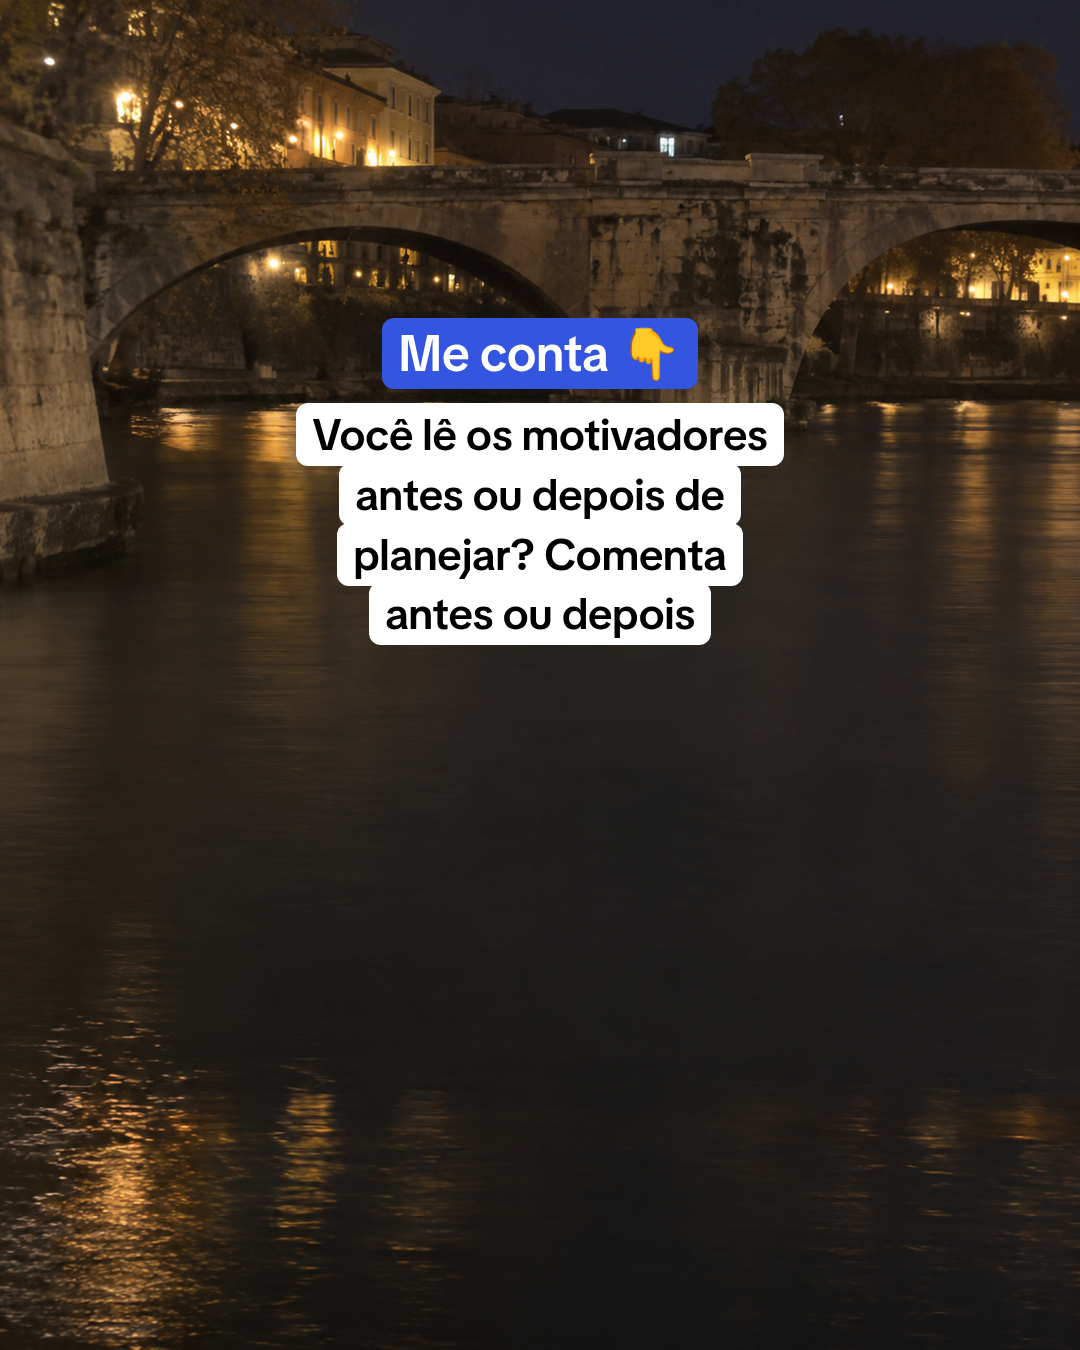 Me conta 👇
Você lê os motivadores
antes ou depois de
planejar? Comenta
antes ou depois